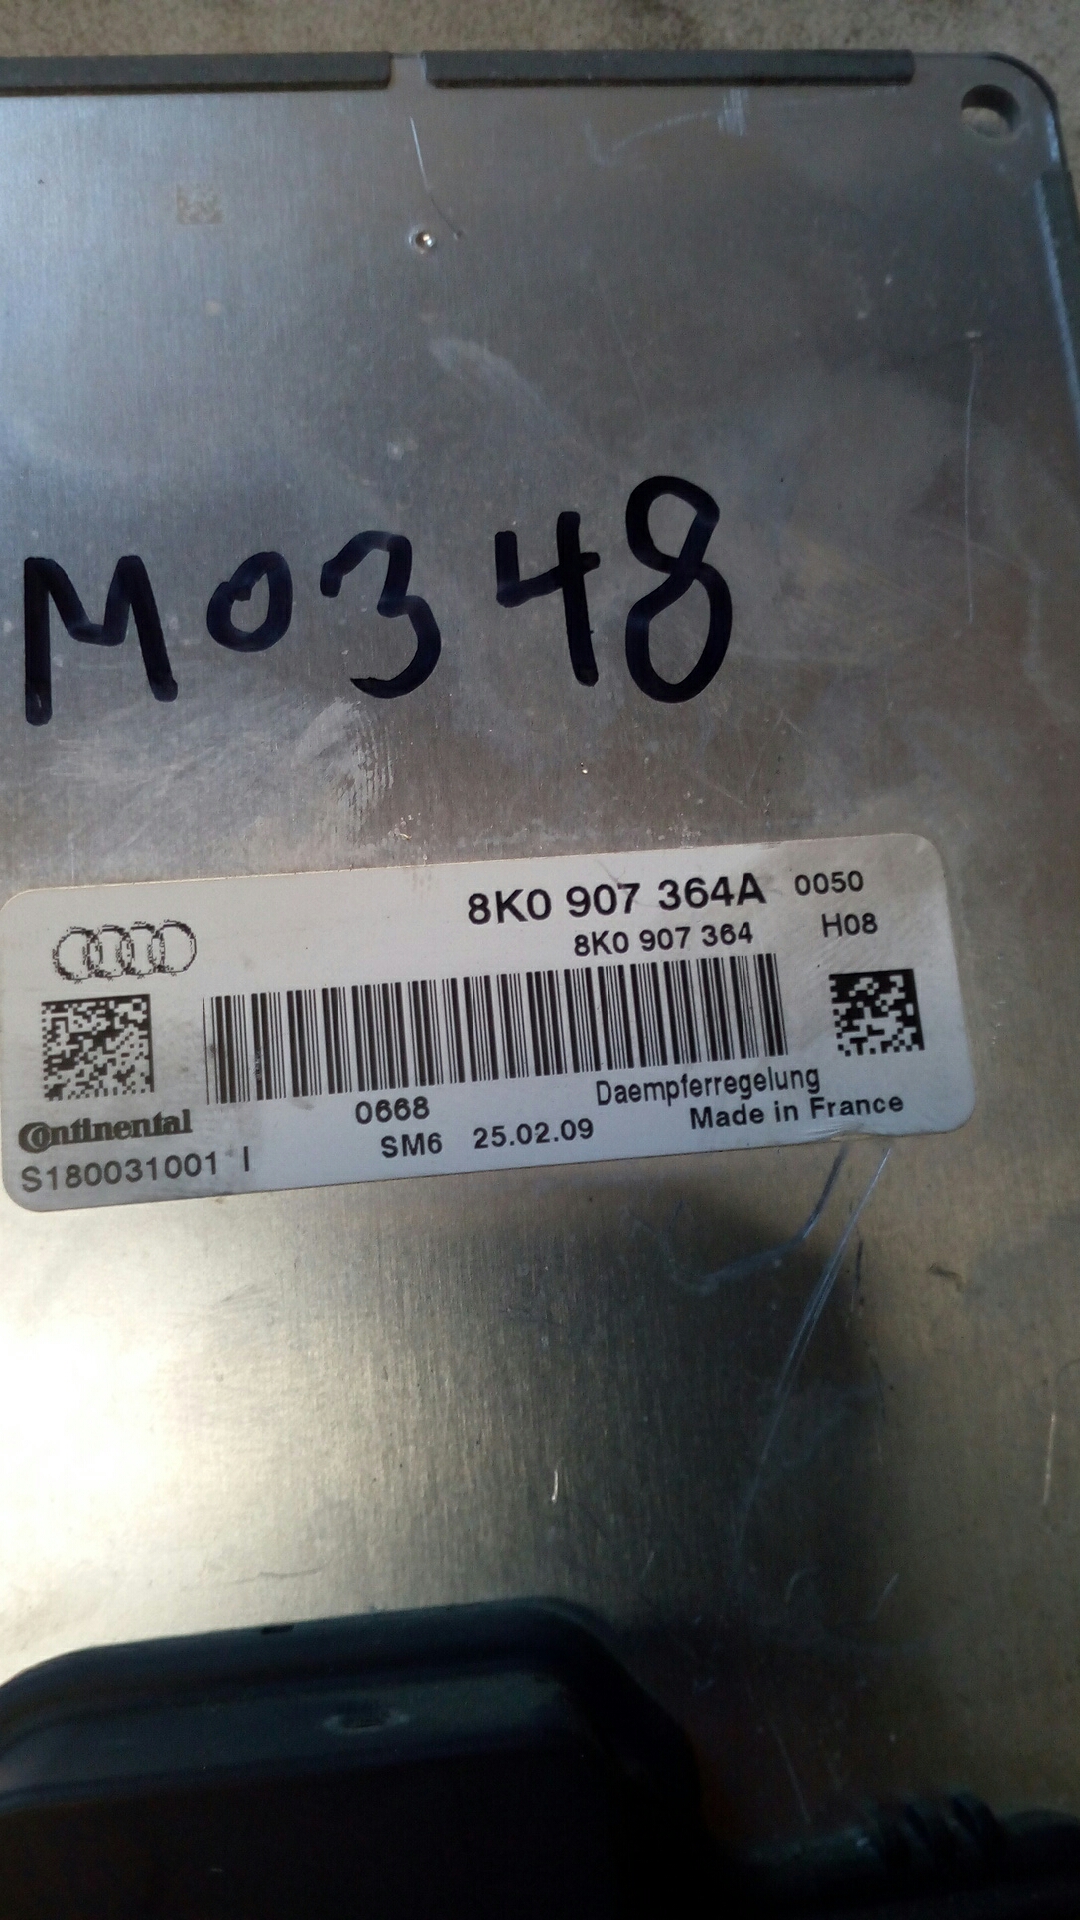 M0348
8K0 907 364A 0050
8K0 907 364 H08
0668
Daempferregelung
Continental
SM6 25.02.09 Made in France
S180031001 I